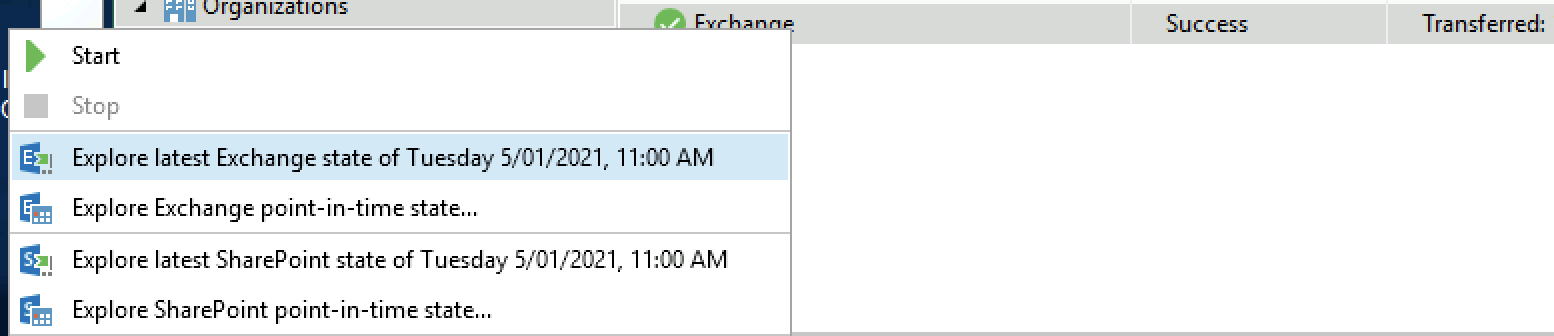 Organizations
Exchange Success Transferred:
Start
Stop
Explore latest Exchange state of Tuesday 5/01/2021, 11:00 AM
Explore Exchange point-in-time state...
Explore latest SharePoint state of Tuesday 5/01/2021, 11:00 AM
Explore SharePoint point-in-time state...